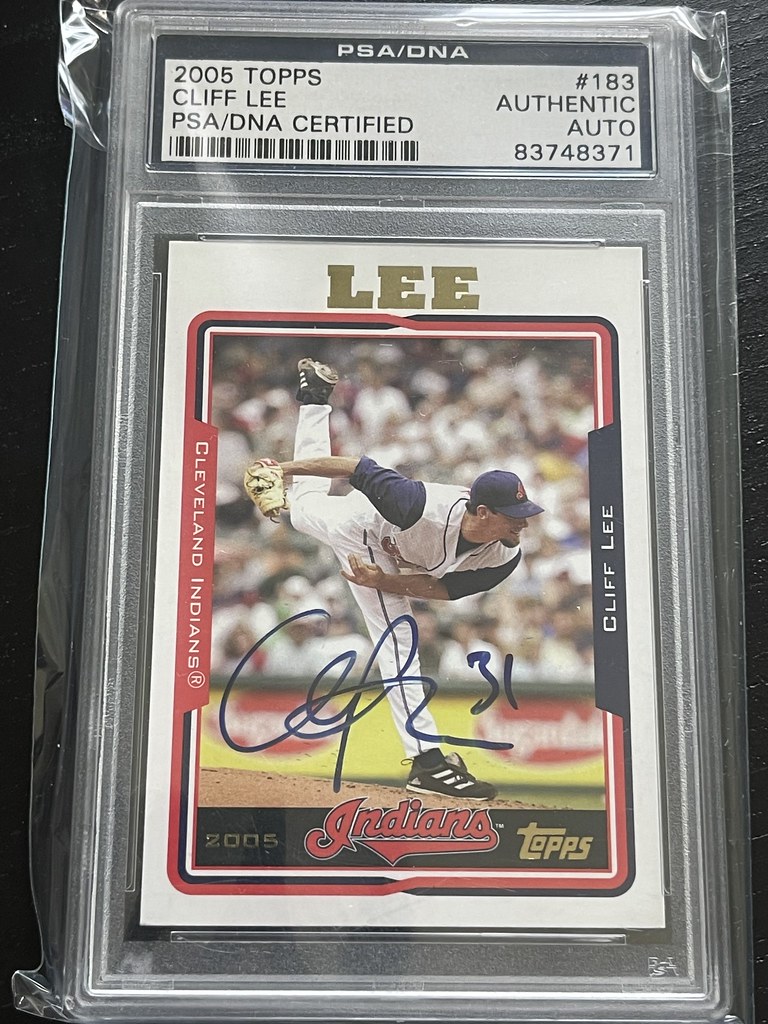 PSA/DNA
2005 TOPPS #183
CLIFF LEE AUTHENTIC
PSA/DNA CERTIFIED AUTO
83748371
LEE
CLEVELAND INDIANS®
CLIFF LEE
31
2005 Indians™ Topps